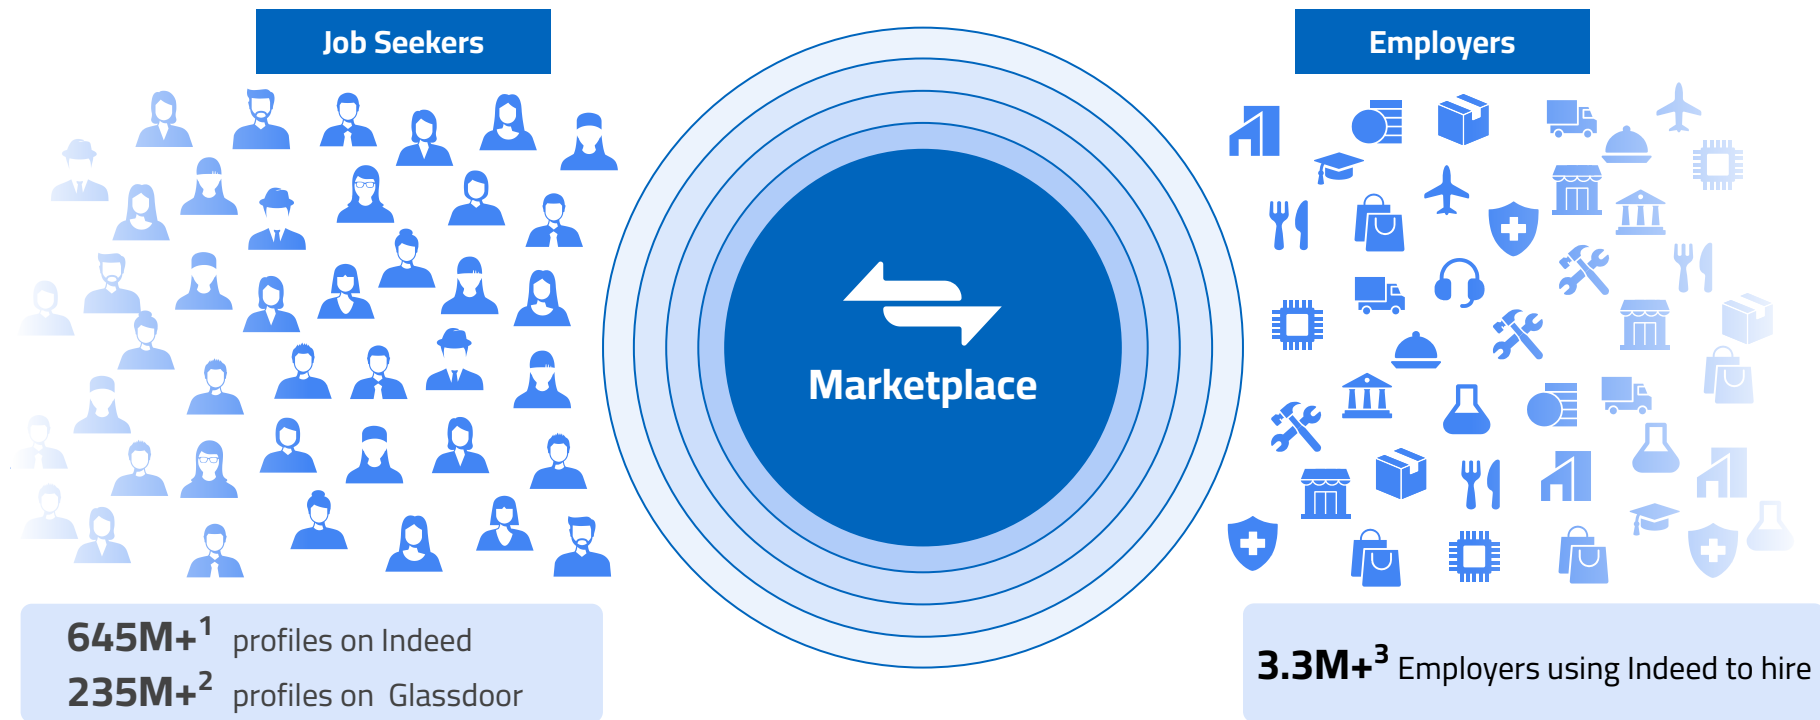 Job Seekers
Employers
Marketplace
645M+1 profiles on Indeed
235M+2 profiles on Glassdoor
3.3M+3 Employers using Indeed to hire